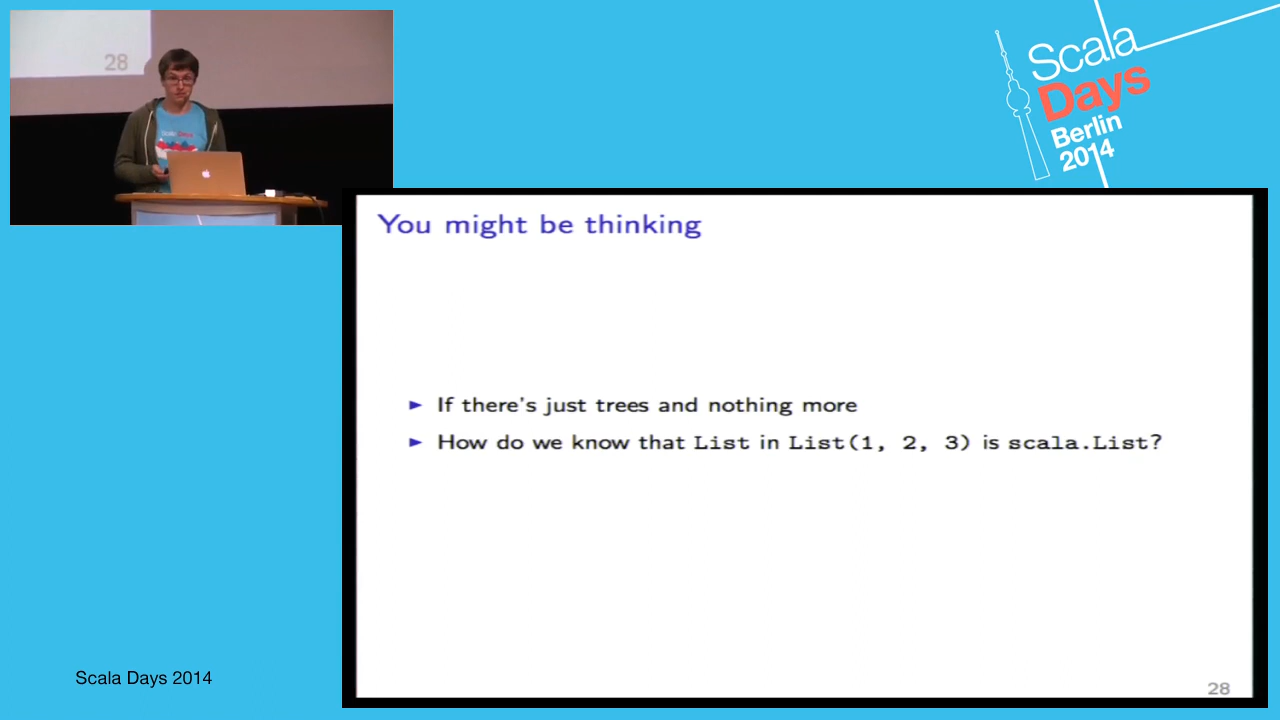 28
Scala
Days
Berlin
2014
You might be thinking
If there's just trees and nothing more
How do we know that List in List(1, 2, 3) is scala.List?
28
Scala Days 2014